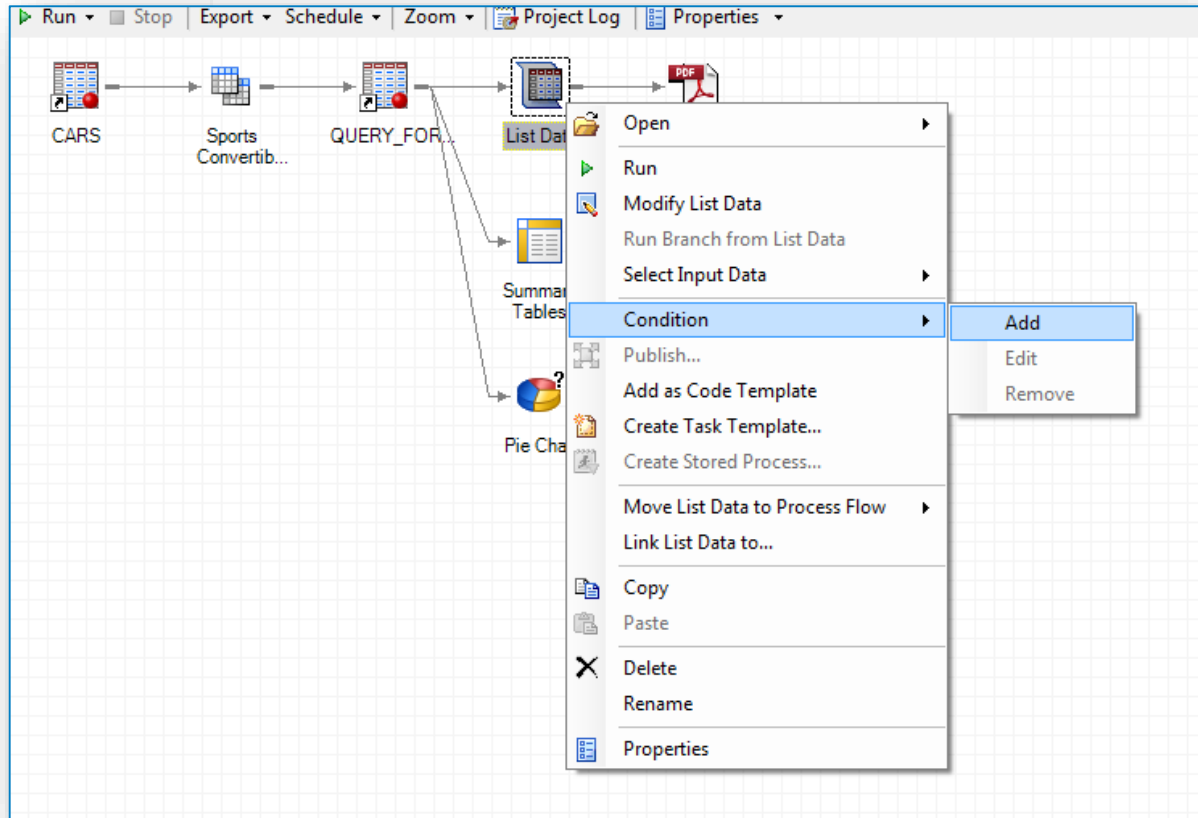 Run Stop Export Schedule Zoom Project Log Properties
PDF
CARS
Sports
Convertib...
QUERY_FOR...
List Dat
Summar
Tables
?
Pie Cha
Open
Run
Modify List Data
Run Branch from List Data
Select Input Data
Condition
Publish...
Add as Code Template
Create Task Template...
Create Stored Process...
Move List Data to Process Flow
Link List Data to...
Copy
Paste
Delete
Rename
Properties
Add
Edit
Remove